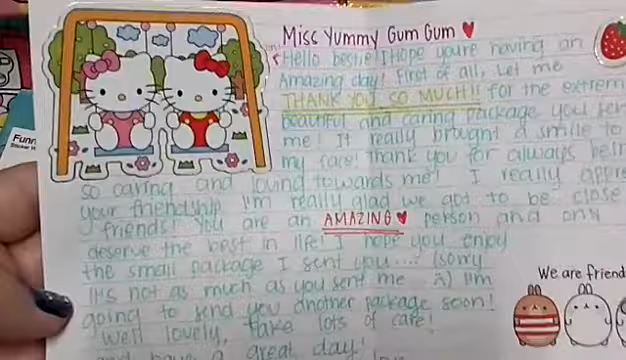 Miss Yummy Gum Gum
Hello bestie! I hope you're having an
Amazing day! First of all, let me
THANK YOU SO MUCH!! for the extrem
beautiful and caring package you sen
me! It really brought a smile to
my face! Thank you for always bein
so caring and loving towards me! I really appre
your friendship I'm really glad we got to be close
friends! You are an AMAZING person and only
deserve the best in life! I hope you enjoy
the small package I sent you.... (sorry
it's not as much as you sent me
I'm
going to send you another package soon!
Well lovely, take lots of care!
and have a great day!
We are friend
Funn